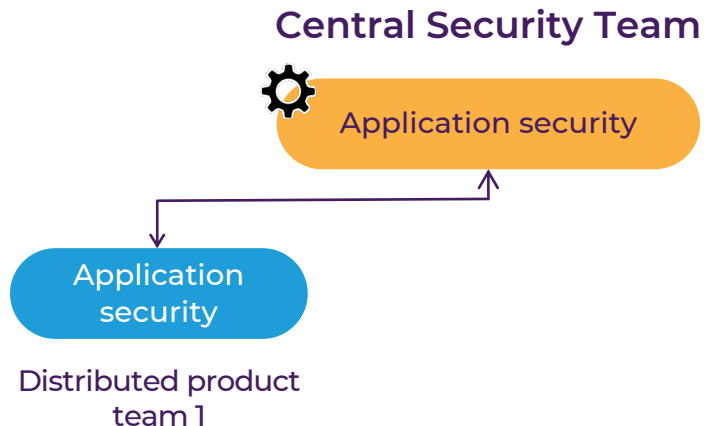 Central Security Team
Application security
Application
security
Distributed product
team 1